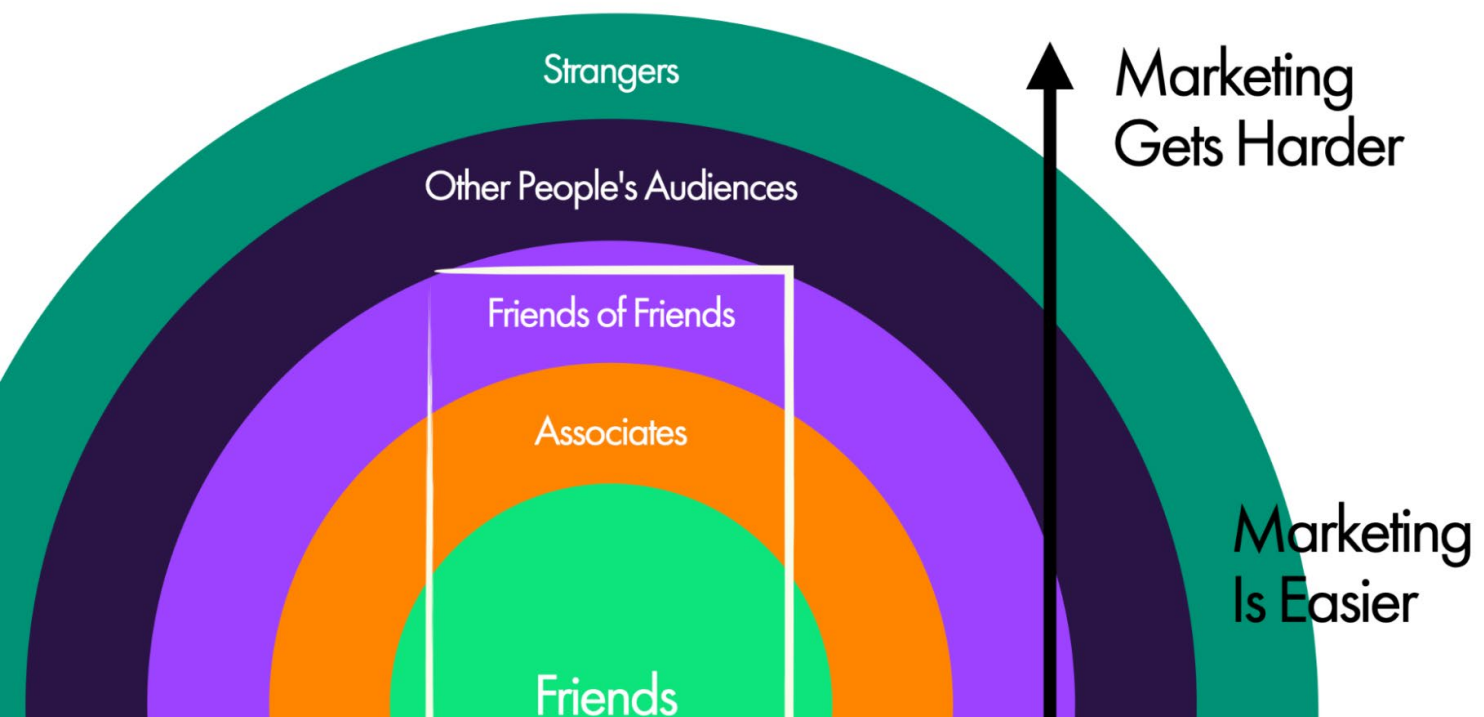 Strangers
Marketing
Gets Harder
Other People's Audiences
Friends of Friends
Associates
Marketing
Is Easier
Friends